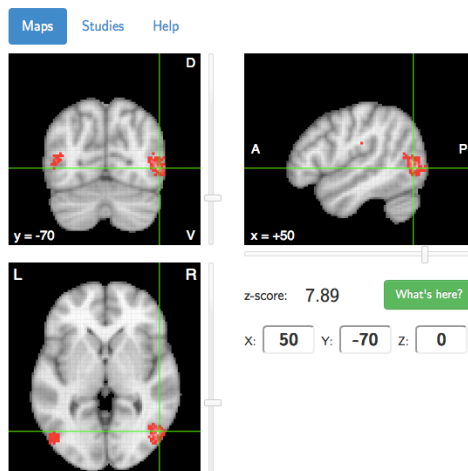 Maps Studies Help
D
y = -70 V
A P
x = +50
L R
z-score: 7.89 What's here?
X: 50 Y: -70 Z: 0